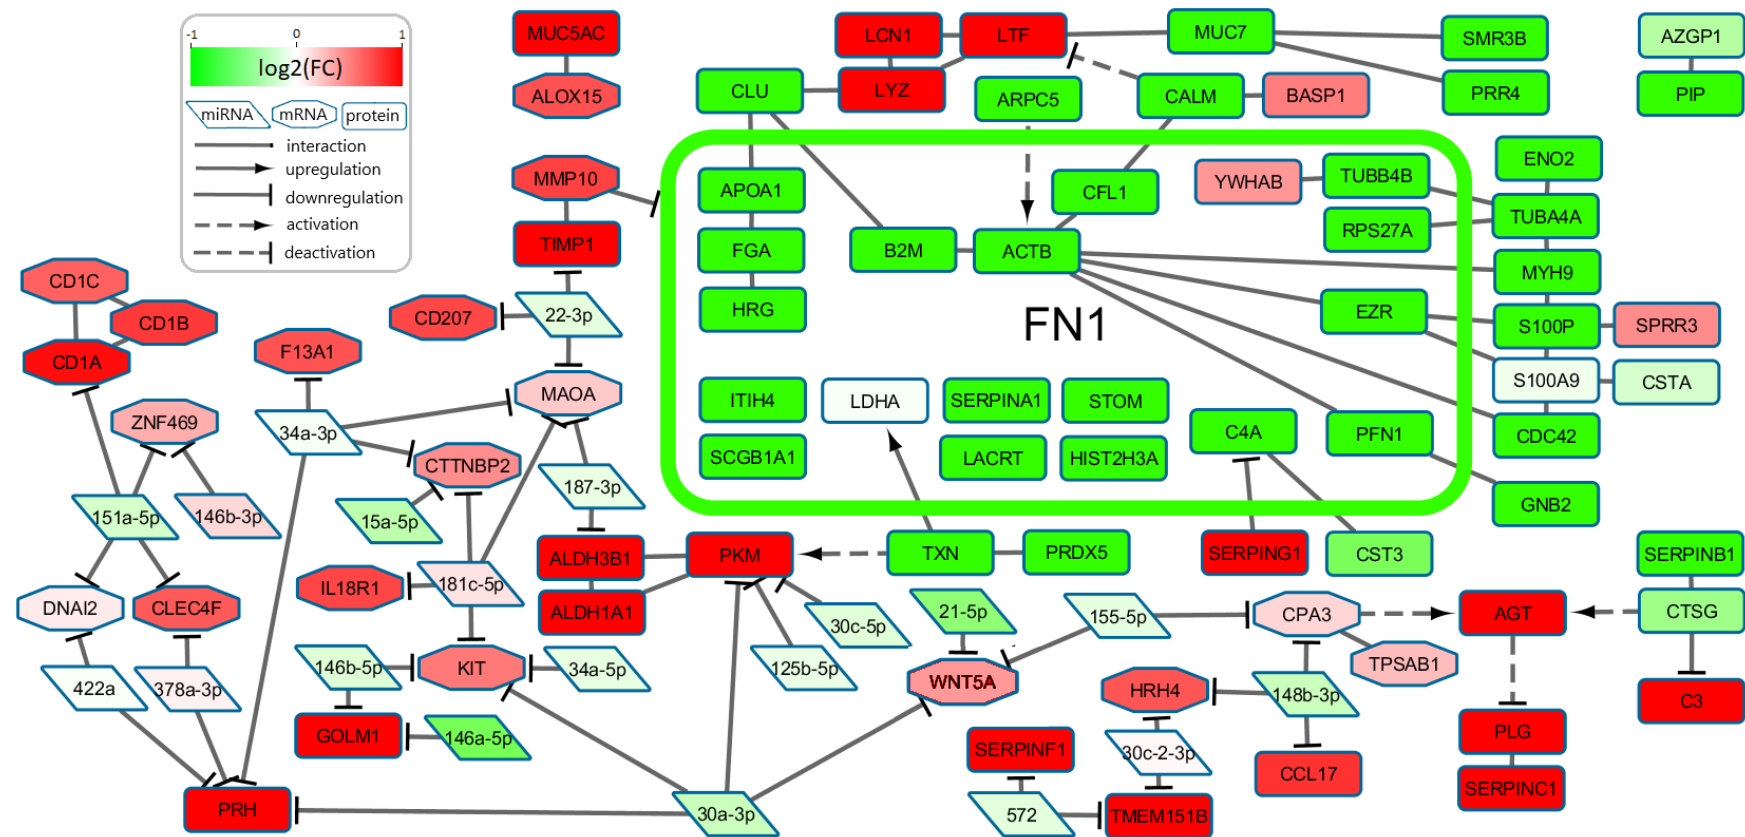 -1 0 1
log2(FC)
miRNA mRNA protein
interaction
upregulation
downregulation
activation
deactivation
MUC5AC
ALOX15
LCN1
LTF
LYZ
CLU
ARPC5
MUC7
SMR3B
PRR4
CALM
BASP1
AZGP1
PIP
MMP10
TIMP1
22-3p
CD207
MAOA
APOA1
FGA
HRG
B2M
ACTB
CFL1
YWHAB
TUBB4B
RPS27A
EZR
FN1
ENO2
TUBA4A
MYH9
S100P
SPRR3
S100A9
CSTA
CDC42
GNB2
ITIH4
SCGB1A1
LDHA
SERPINA1
LACRT
STOM
HIST2H3A
C4A
PFN1
CD1C
CD1B
CD1A
F13A1
ZNF469
34a-3p
CTTNBP2
151a-5p
146b-3p
15a-5p
187-3p
DNAI2
CLEC4F
IL18R1
181c-5p
ALDH3B1
ALDH1A1
PKM
TXN
PRDX5
SERPING1
CST3
SERPINB1
CTSG
C3
422a
378a-3p
146b-5p
KIT
34a-5p
125b-5p
30c-5p
21-5p
155-5p
WNT5A
CPA3
TPSAB1
AGT
HRH4
148b-3p
GOLM1
146a-5p
PRH
30a-3p
SERPINF1
30c-2-3p
CCL17
572
TMEM151B
PLG
SERPINC1